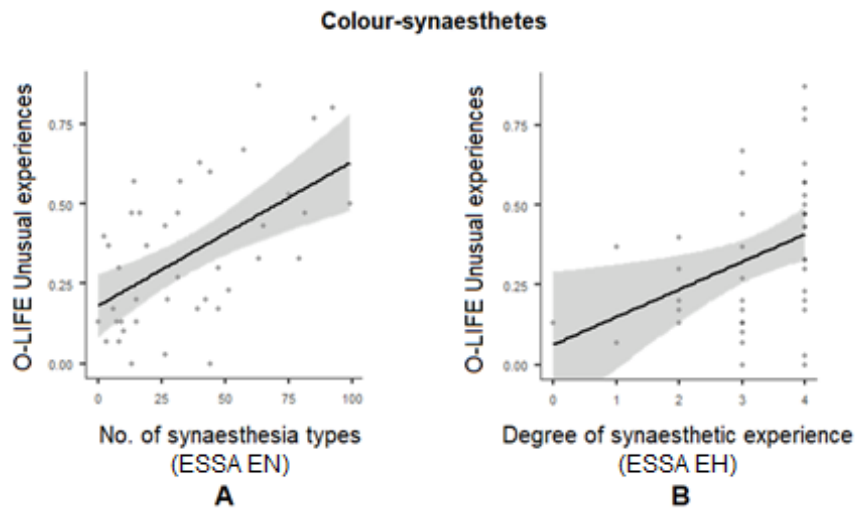 Colour-synaesthetes
O-LIFE Unusual experiences
0.75
0.50
0.25
0.00
0
25
50
75
100
No. of synaesthesia types
(ESSA EN)
A
O-LIFE Unusual experiences
0.75
0.50
0.25
0.00
0
1
2
3
4
Degree of synaesthetic experience
(ESSA EH)
B